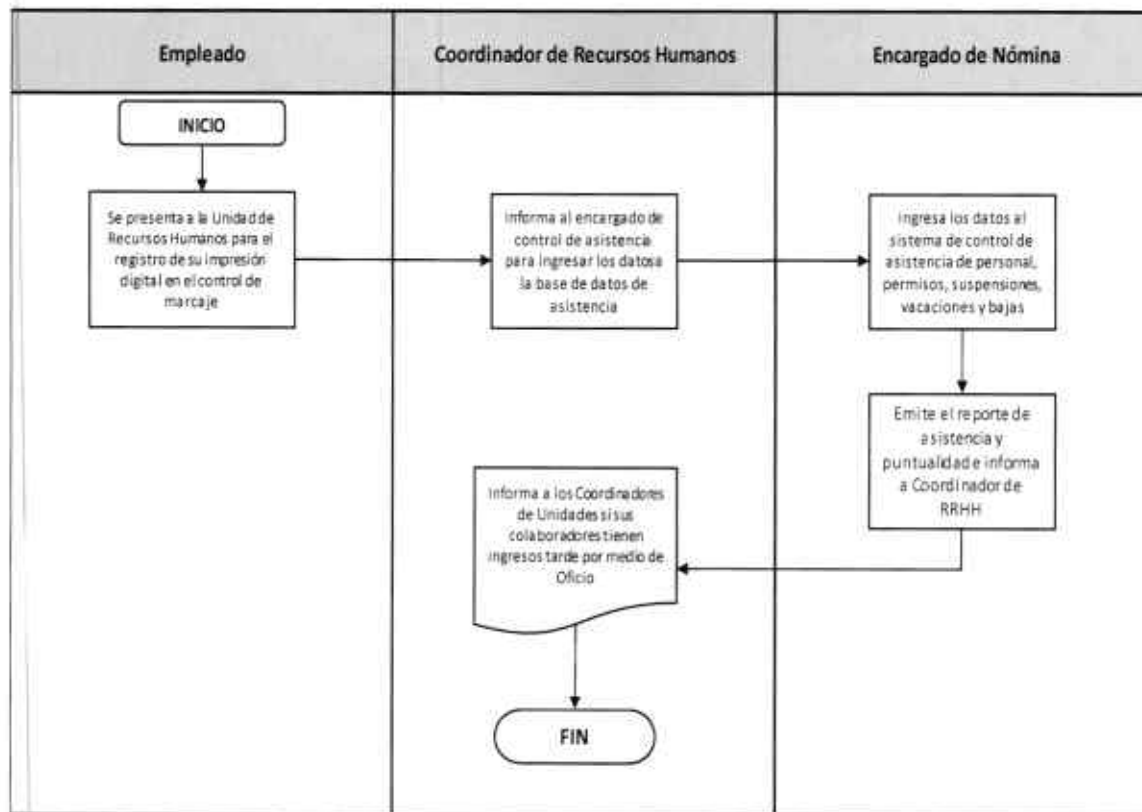 Empleado
Coordinador de Recursos Humanos
Encargado de Nómina
INICIO
Se presenta a la Unidad de
Recursos Humanos para el
registro de su impresión
digital en el control de
marcaje
Informa al encargado de
control de asistencia
para ingresar los datos a
la base de datos de
asistencia
Ingresa los datos al
sistema de control de
asistencia de personal,
permisos, suspensiones,
vacaciones y bajas
Emite el reporte de
asistencia y
puntualidad e informa
a Coordinador de
RRHH
Informa a los Coordinadores
de Unidades si sus
colaboradores tienen
ingresos tarde por medio de
Oficio
FIN